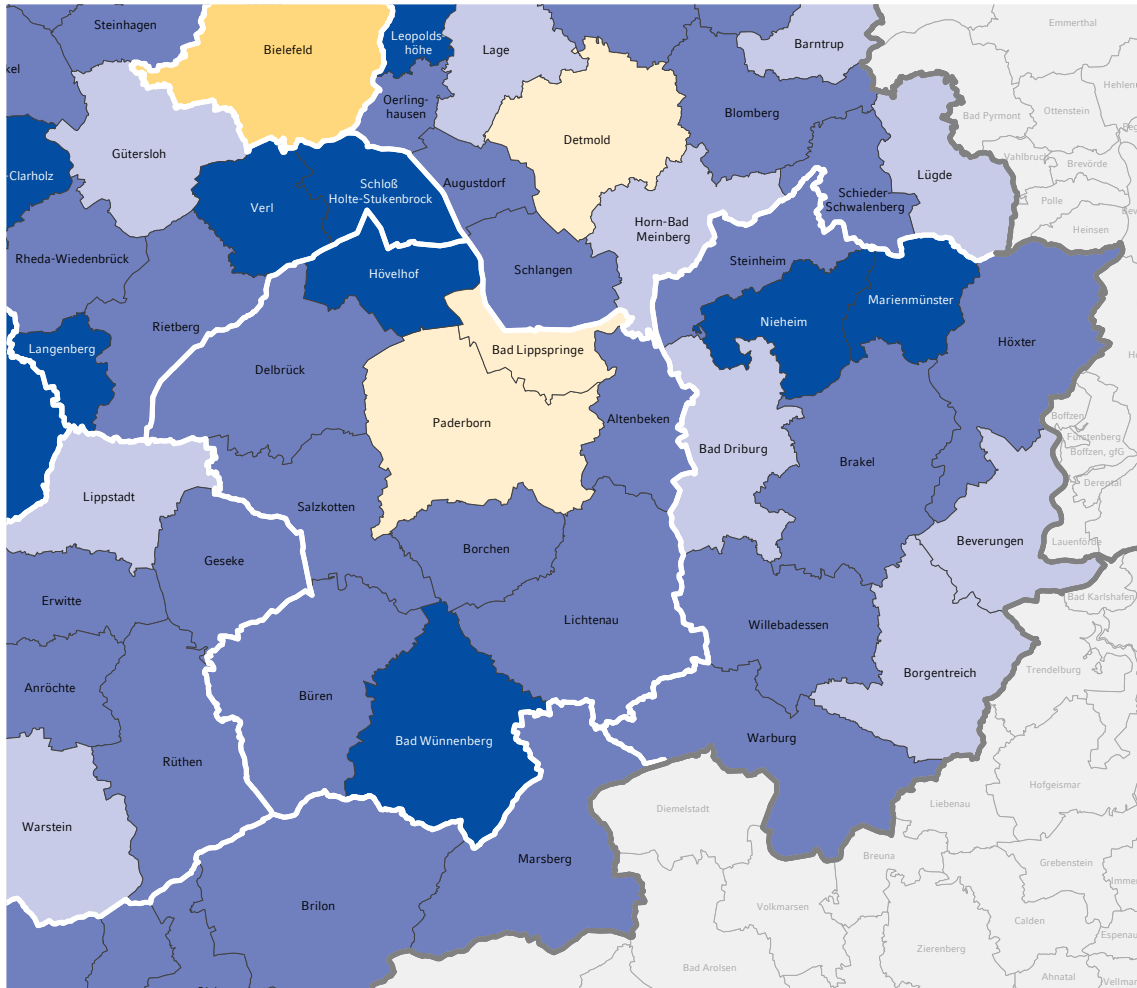 Steinhagen
Bielefeld
Leopolds-
höhe
Lage
Barntrup
Emmerthal
kel
Oerling-
hausen
Blomberg
Hehlen
Ottenstein
Bad Pyrmont
Detmold
Gütersloh
Vahlbruch
Brevörde
-Clarholz
Verl
Schloß
Holte-Stukenbrock
Augustdorf
Schieder-
Schwalenberg
Lügde
Polle
Heinsen
Horn-Bad
Meinberg
Rheda-Wiedenbrück
Hövelhof
Schlangen
Steinheim
Marienmünster
Nieheim
Rietberg
Langenberg
Bad Lippspringe
Höxter
Delbrück
Paderborn
Altenbeken
Bad Driburg
Brakel
Boffzen
Fürstenberg
Boffzen, gfG
Derental
Lippstadt
Salzkotten
Beverungen
Lauenförde
Geseke
Borchen
Erwitte
Lichtenau
Willebadessen
Bad Karlshafen
Anröchte
Büren
Borgentreich
Trendelburg
Bad Wünnenberg
Warburg
Rüthen
Hofgeismar
Liebenau
Diemelstadt
Warstein
Marsberg
Breuna
Grebenstein
Brilon
Volkmarsen
Calden
Espenau
Zierenberg
Bad Arolsen
Ahnatal